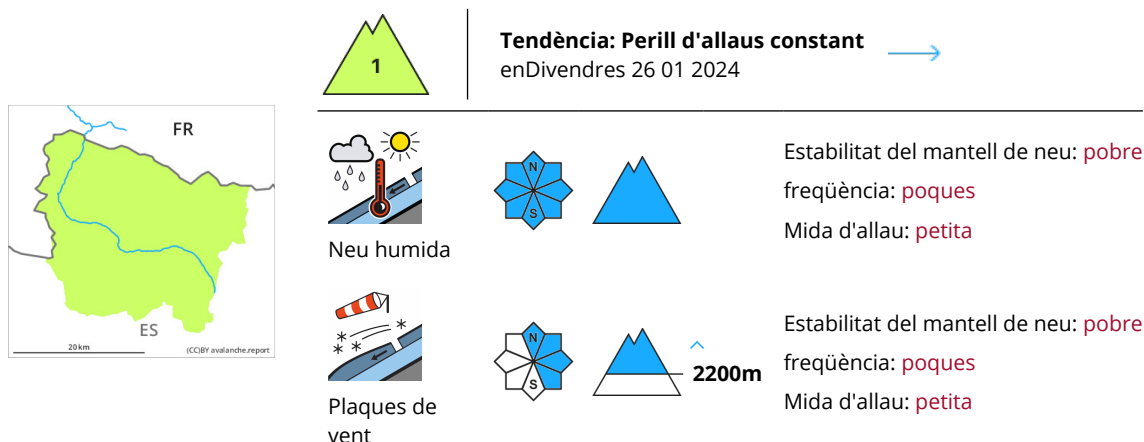 1
Tendència: Perill d'allaus constant
enDivendres 26 01 2024
FR
ES
20 km
(CC)BY avalanche.report
N
S
Neu humida
Estabilitat del mantell de neu: pobre
freqüència: poques
Mida d'allau: petita
N
S
2200m
Plaques de
vent
Estabilitat del mantell de neu: pobre
freqüència: poques
Mida d'allau: petita